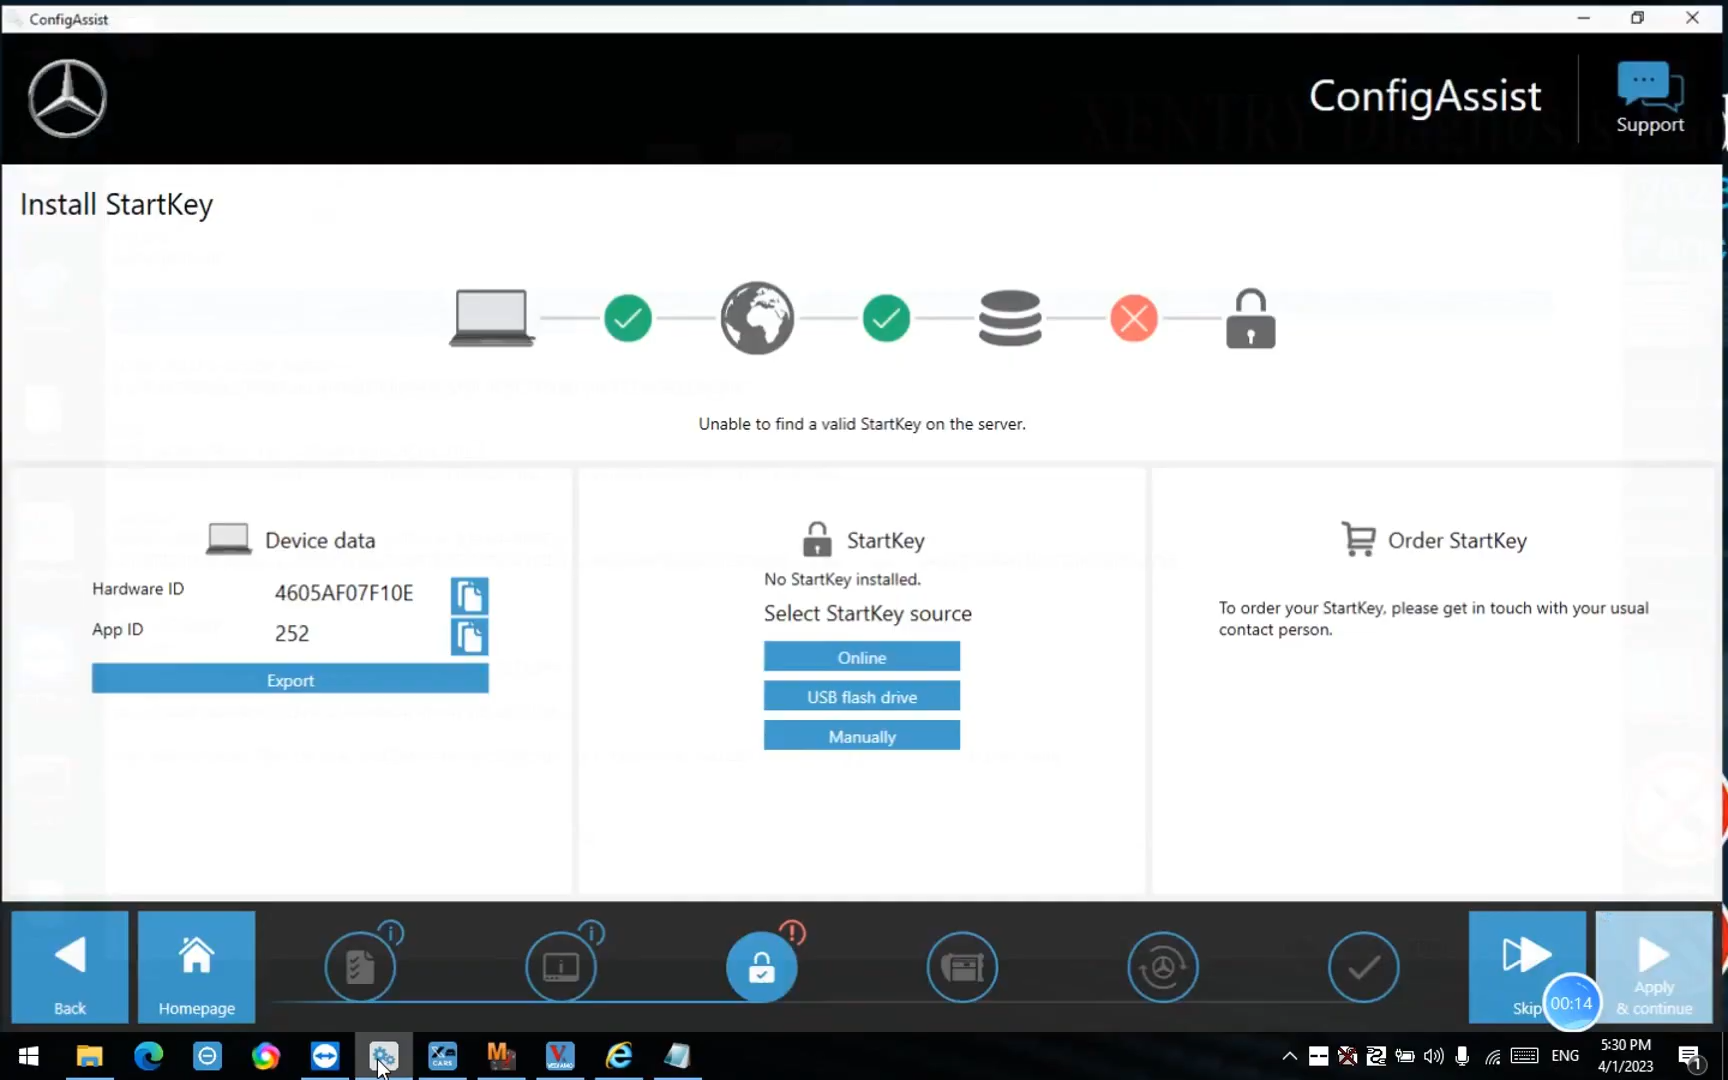 ConfigAssist
ConfigAssist
Support
Install StartKey
Unable to find a valid StartKey on the server.
Device data
Hardware ID 4605AF07F10E
App ID 252
Export
StartKey
No StartKey installed.
Select StartKey source
Online
USB flash drive
Manually
Order StartKey
To order your StartKey, please get in touch with your usual
contact person.
Back
Homepage
Skip
00:14
Apply
& continue
CARS
ENG
5:30 PM
4/1/2023
1